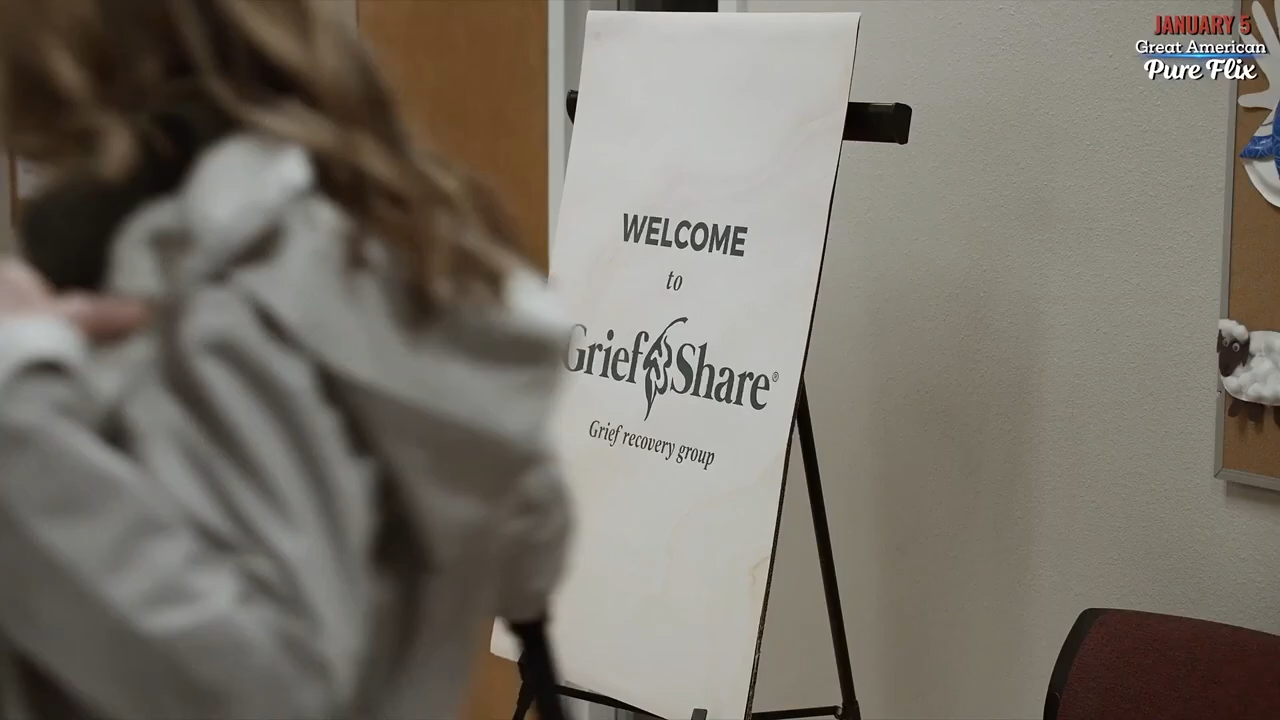 JANUARY 5
Great American
Pure Flix
WELCOME
to
GriefShare®
Grief recovery group